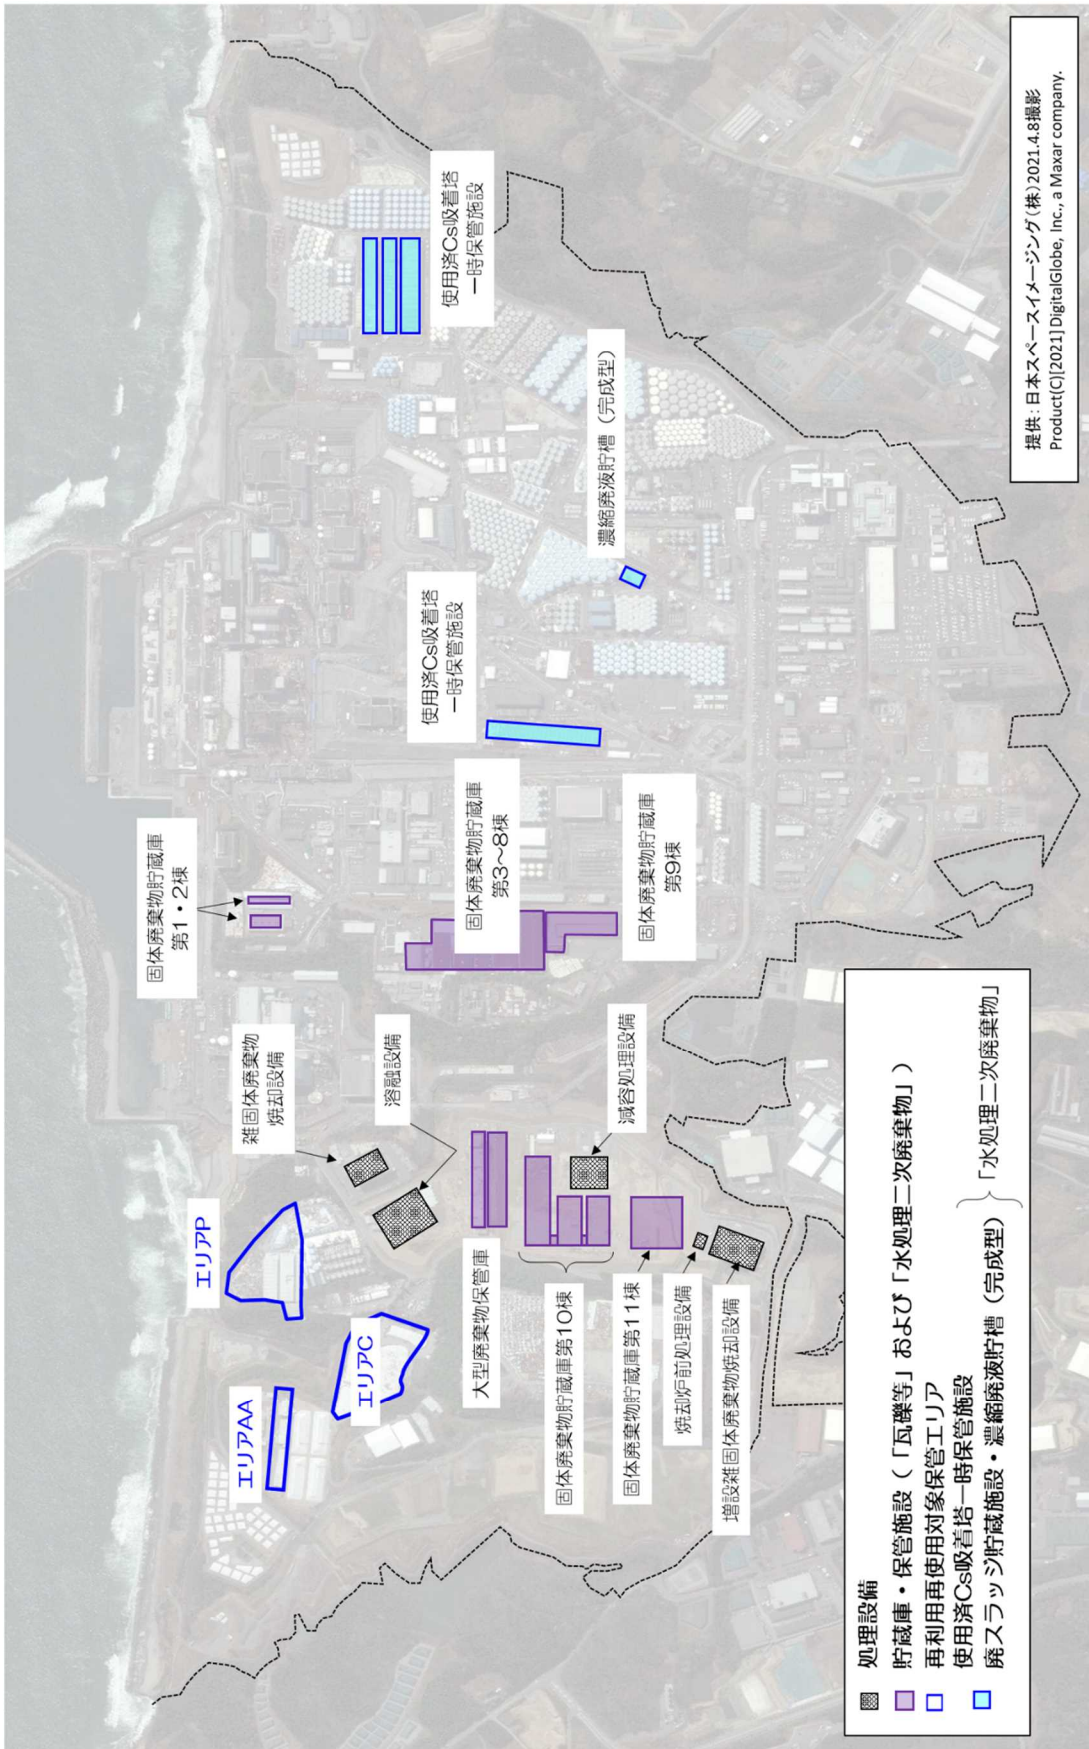 エリアAA
エリアP
エリアC
雑固体廃棄物
焼却設備
溶融設備
固体廃棄物貯蔵庫
第1・2棟
使用済Cs吸着塔
一時保管施設
使用済Cs吸着塔
一時保管施設
濃縮廃液貯槽（完成型）
固体廃棄物貯蔵庫
第3～8棟
固体廃棄物貯蔵庫
第9棟
大型廃棄物保管庫
減容処理設備
固体廃棄物貯蔵庫第10棟
固体廃棄物貯蔵庫第11棟
焼却炉前処理設備
増設雑固体廃棄物焼却設備
処理設備
貯蔵庫・保管施設（「瓦礫等」および「水処理二次廃棄物」）
再利用再使用対象保管エリア
使用済Cs吸着塔一時保管施設
廃スラッジ貯蔵施設・濃縮廃液貯槽（完成型）
「水処理二次廃棄物」
提供：日本スペースイメージング（株）2021.4.8撮影
Product(C)[2021] DigitalGlobe, Inc., a Maxar company.